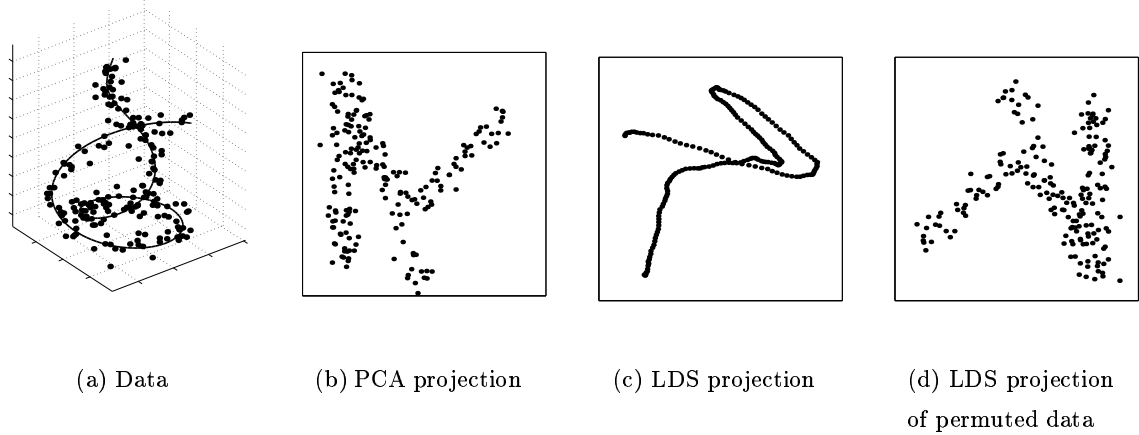 (a) Data
(b) PCA projection
(c) LDS projection
(d) LDS projection
of permuted data